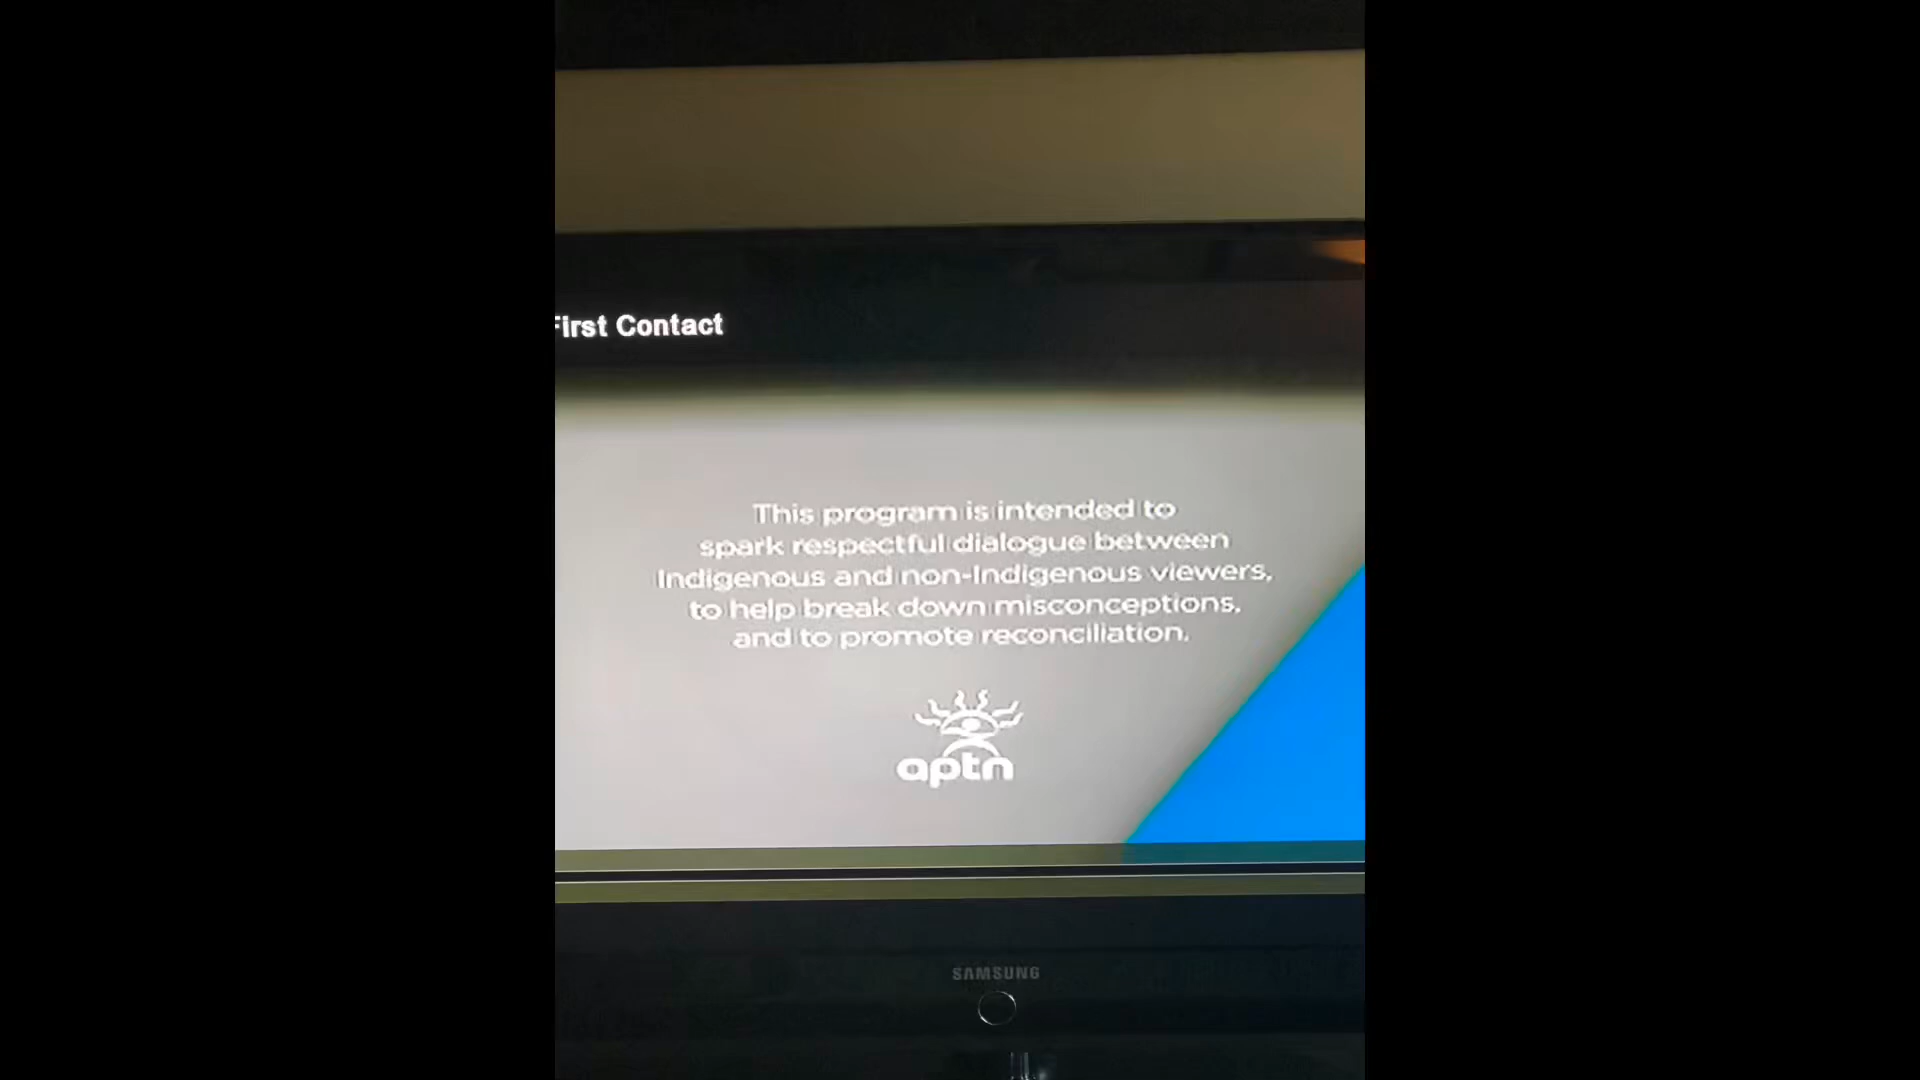 First Contact
This program is intended to
spark respectful dialogue between
Indigenous and non-Indigenous viewers,
to help break down misconceptions,
and to promote reconciliation.
aptn
SAMSUNG